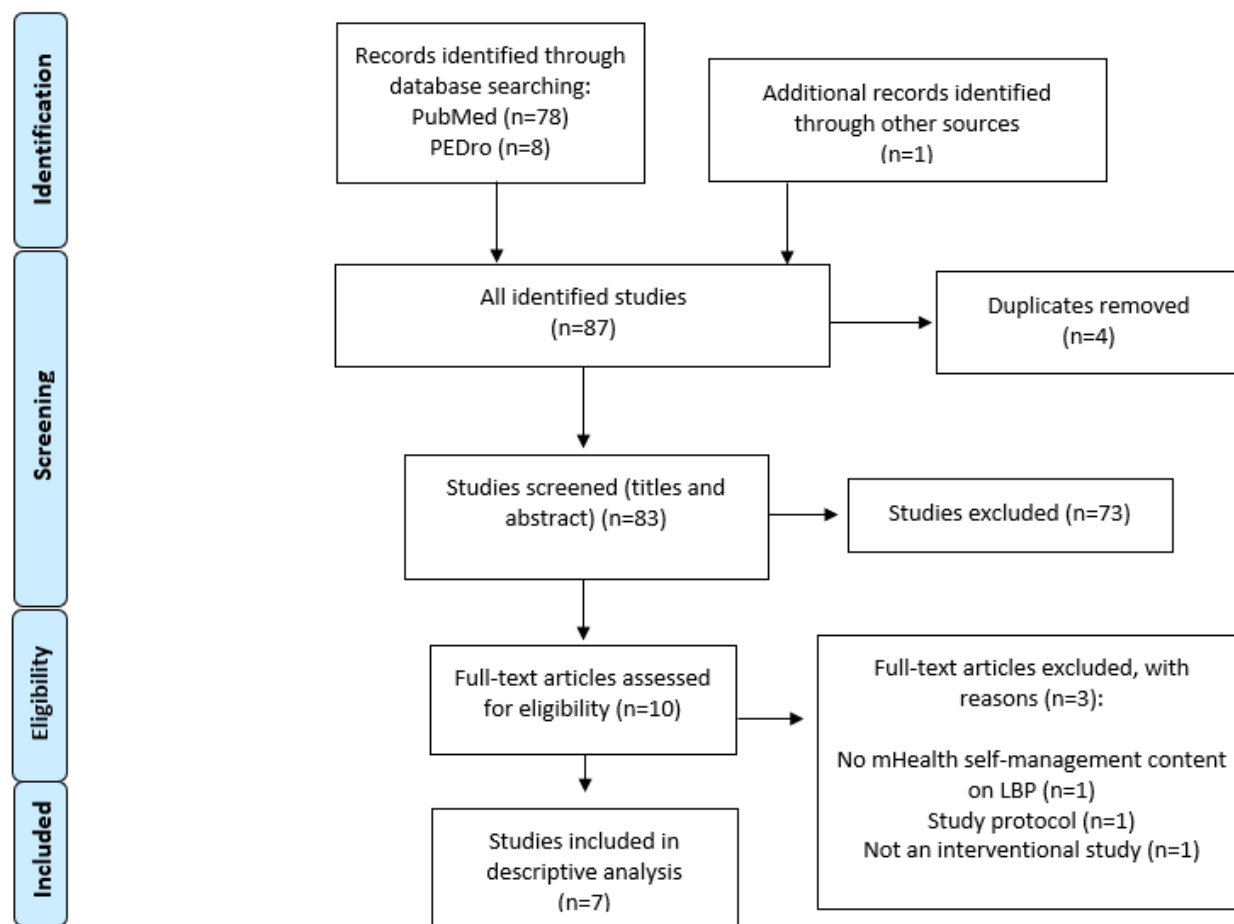 Identification
Records identified through
database searching:
PubMed (n=78)
PEDro (n=8)
Additional records identified
through other sources
(n=1)
Screening
All identified studies
(n=87)
Duplicates removed
(n=4)
Studies screened (titles and
abstract) (n=83)
Studies excluded (n=73)
Eligibility
Full-text articles assessed
for eligibility (n=10)
Full-text articles excluded, with
reasons (n=3):
No mHealth self-management content
on LBP (n=1)
Study protocol (n=1)
Not an interventional study (n=1)
Included
Studies included in
descriptive analysis
(n=7)